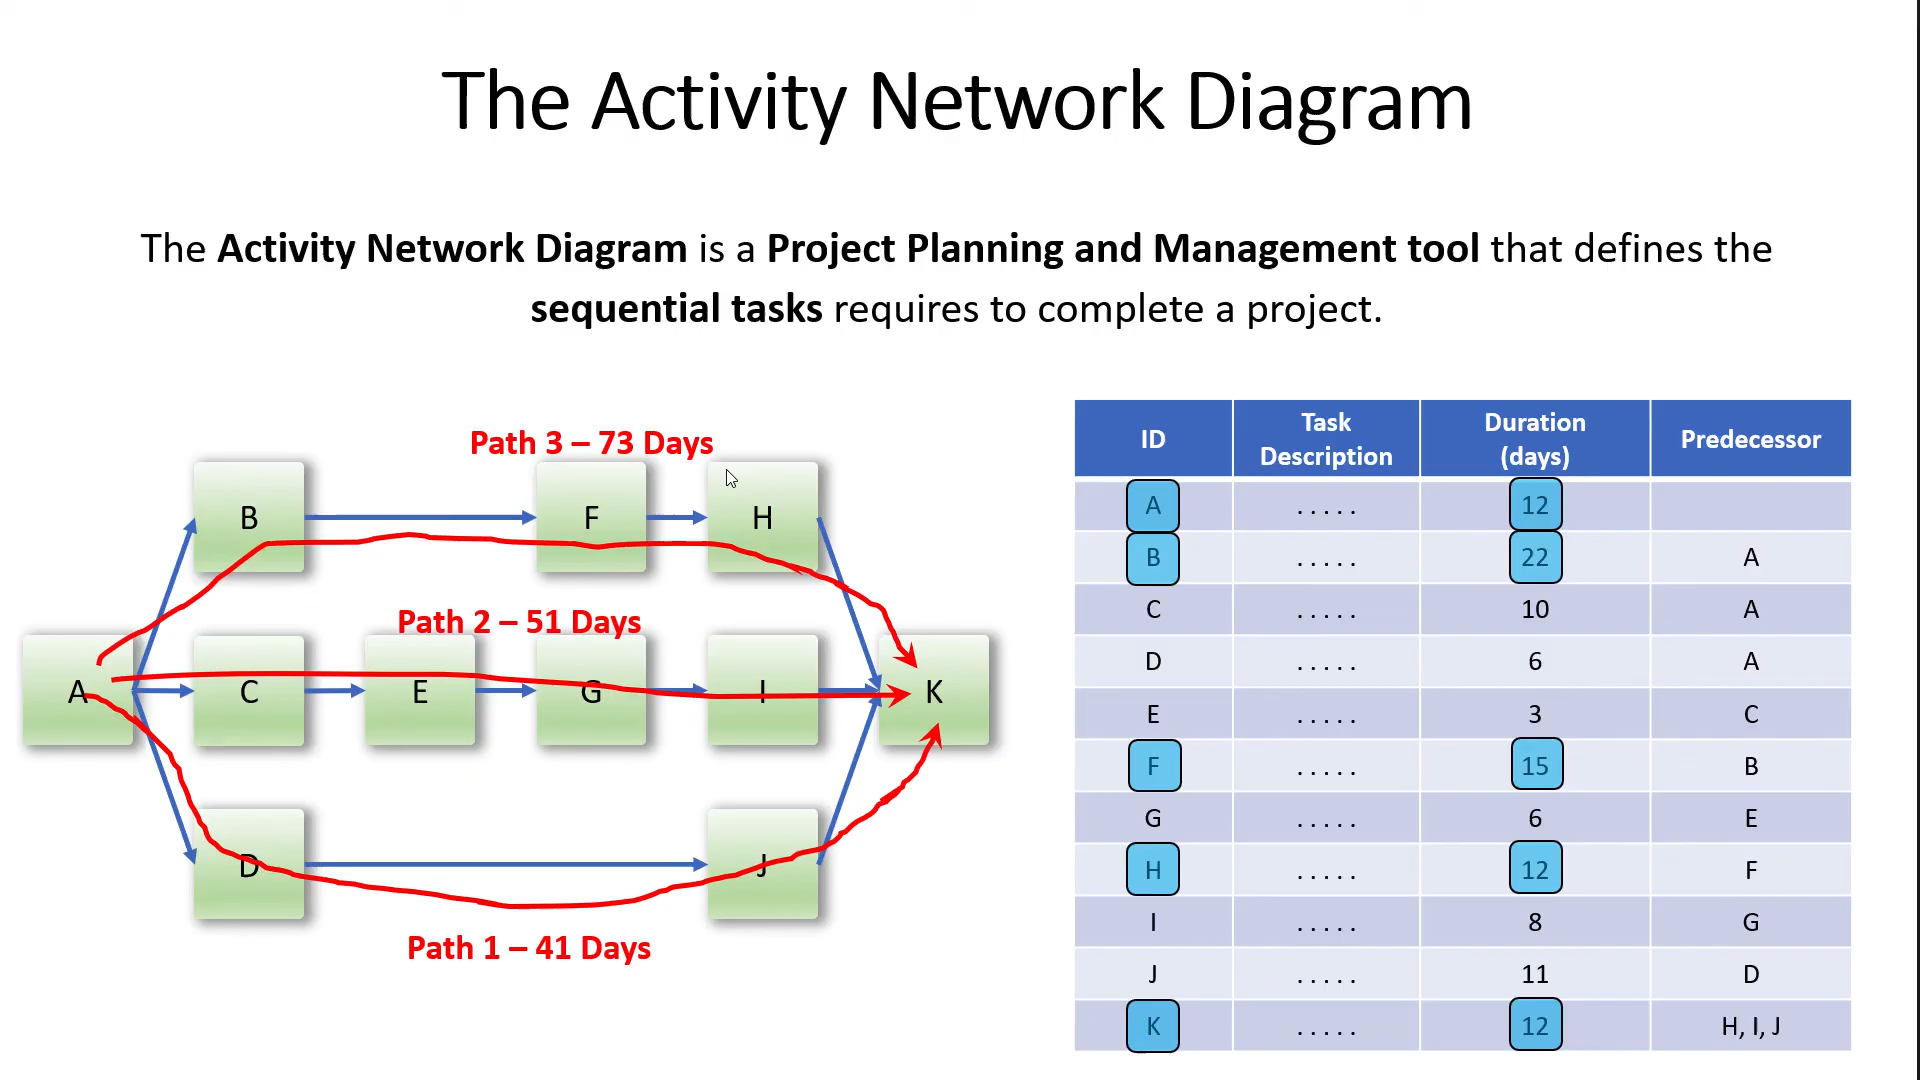 The Activity Network Diagram
The Activity Network Diagram is a Project Planning and Management tool that defines the
sequential tasks requires to complete a project.
Path 3 – 73 Days
B
F
H
Path 2 – 51 Days
A
C
E
G
I
K
D
J
Path 1 – 41 Days
ID Task Description Duration (days) Predecessor
A ..... 12
B ..... 22 A
C ..... 10 A
D ..... 6 A
E ..... 3 C
F ..... 15 B
G ..... 6 E
H ..... 12 F
I ..... 8 G
J ..... 11 D
K ..... 12 H, I, J